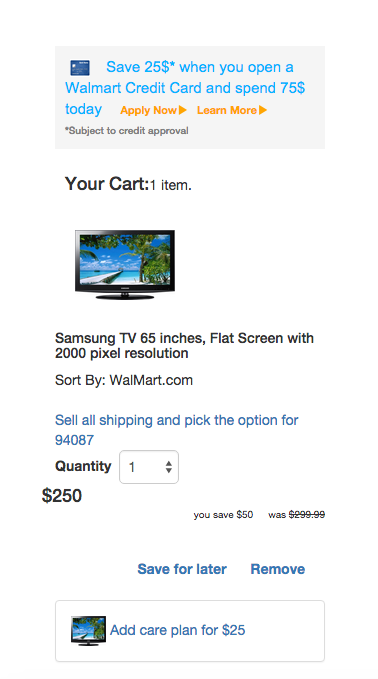 Save 25$* when you open a
Walmart Credit Card and spend 75$
today Apply Now Learn More
*Subject to credit approval
Your Cart:1 item.
Samsung TV 65 inches, Flat Screen with
2000 pixel resolution
Sort By: WalMart.com
Sell all shipping and pick the option for
94087
Quantity 1
$250
you save $50 was $299.99
Save for later Remove
Add care plan for $25